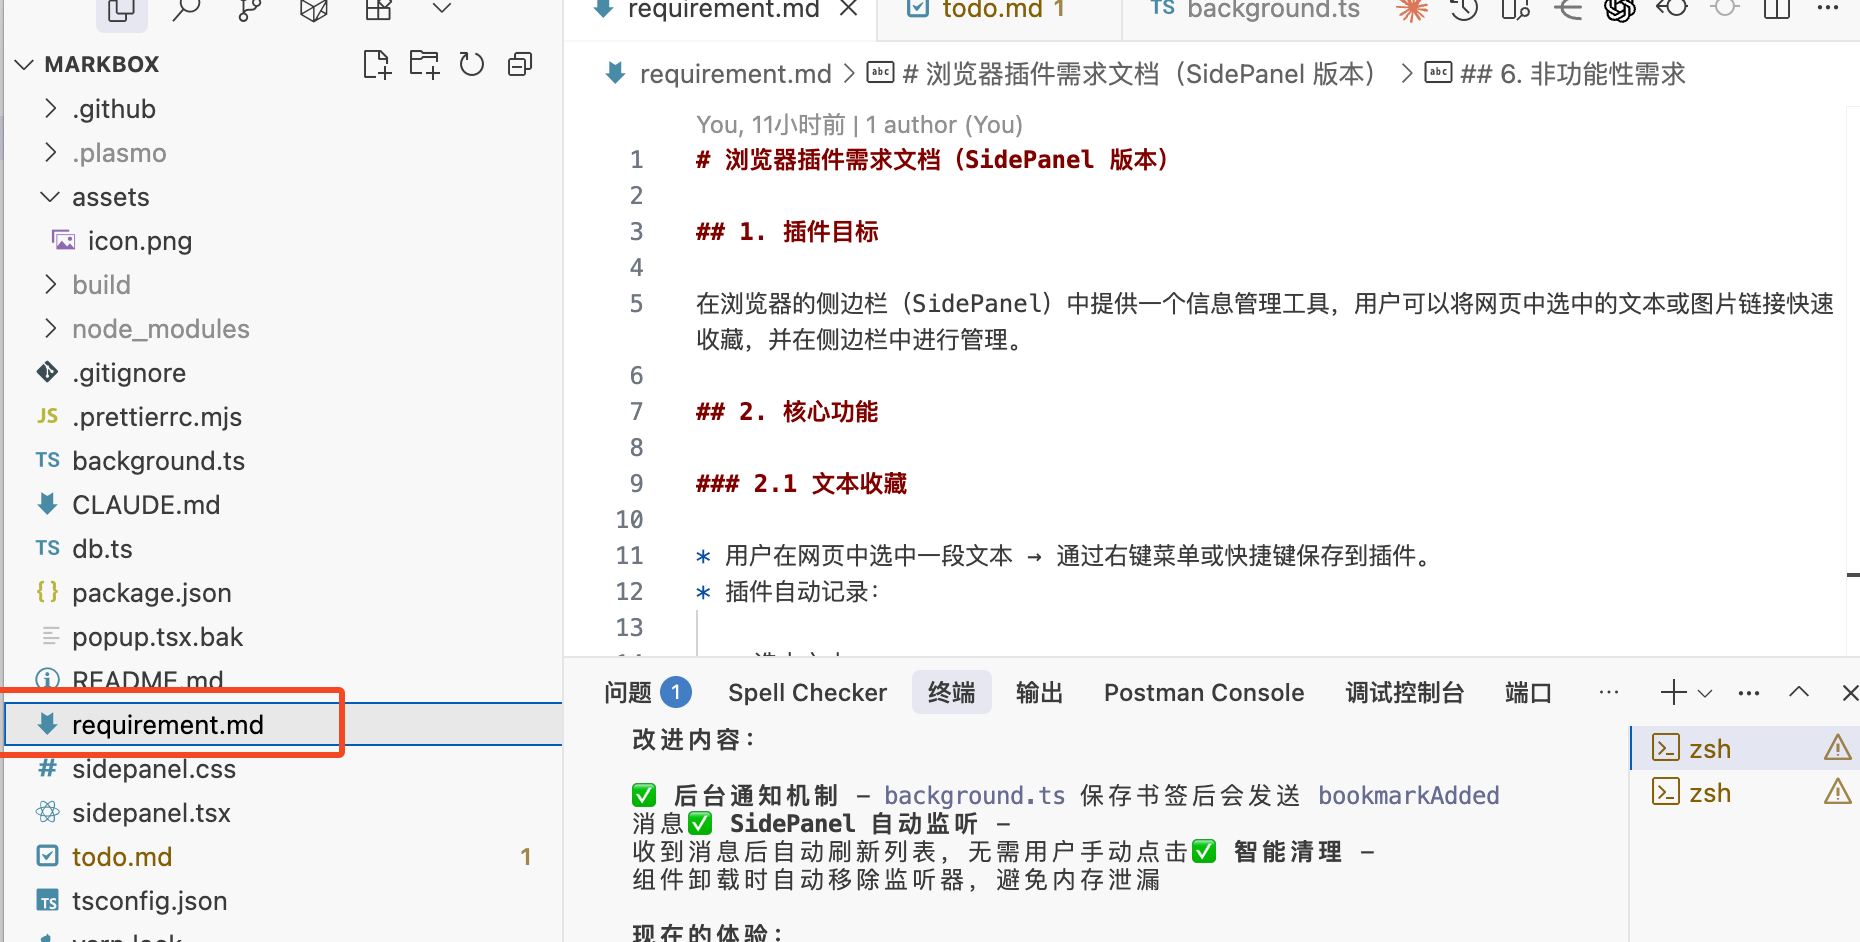 requirement.md
todo.md 1
TS background.ts
MARKBOX
.github
.plasmo
assets
icon.png
build
node_modules
.gitignore
JS .prettierrc.mjs
TS background.ts
CLAUDE.md
TS db.ts
{} package.json
popup.tsx.bak
README.md
requirement.md
# sidepanel.css
sidepanel.tsx
todo.md 1
TS tsconfig.json
yarn.lock
requirement.md > abc # 浏览器插件需求文档（SidePanel 版本） > abc ## 6. 非功能性需求
You, 11小时前 | 1 author (You)
1 # 浏览器插件需求文档（SidePanel 版本）
2
3 ## 1. 插件目标
4
5 在浏览器的侧边栏（SidePanel）中提供一个信息管理工具，用户可以将网页中选中的文本或图片链接快速
收藏，并在侧边栏中进行管理。
6
7 ## 2. 核心功能
8
9 ### 2.1 文本收藏
10
11 * 用户在网页中选中一段文本 → 通过右键菜单或快捷键保存到插件。
12 * 插件自动记录：
13
问题 1 Spell Checker 终端 输出 Postman Console 调试控制台 端口 ···
改进内容：
✅ 后台通知机制 - background.ts 保存书签后会发送 bookmarkAdded
消息✅ SidePanel 自动监听 -
收到消息后自动刷新列表，无需用户手动点击✅ 智能清理 -
组件卸载时自动移除监听器，避免内存泄漏
现在的体验：
zsh
zsh